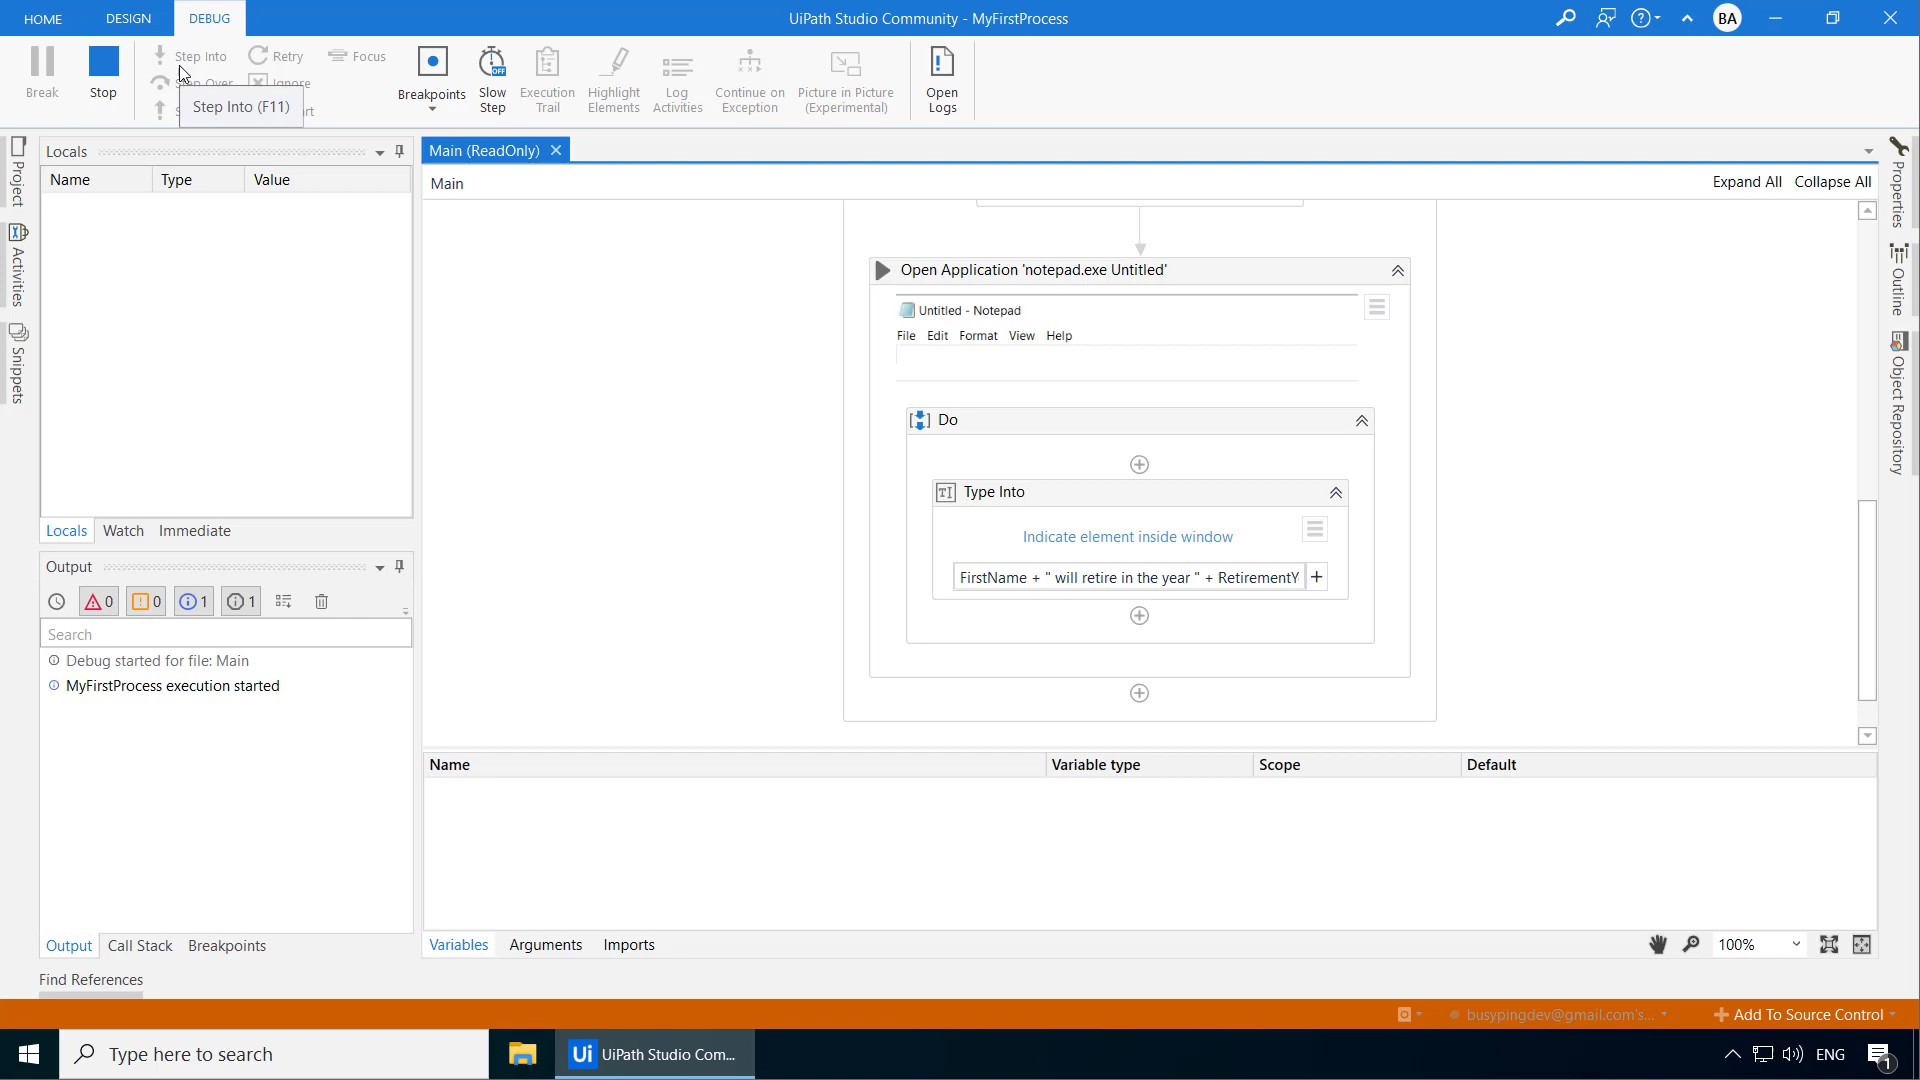 HOME
DESIGN
DEBUG
UiPath Studio Community - MyFirstProcess
BA
Break
Stop
Step Into
Retry
Focus
Step Over
Ignore
Step Into (F11)
Breakpoints
Slow
Step
OFF
Execution
Trail
Highlight
Elements
Log
Activities
Continue on
Exception
Picture in Picture
(Experimental)
Open
Logs
Project
Activities
Snippets
Locals
Name
Type
Value
Locals
Watch
Immediate
Output
0
0
1
1
Search
Debug started for file: Main
MyFirstProcess execution started
Output
Call Stack
Breakpoints
Find References
Main (ReadOnly)
Main
Expand All
Collapse All
Open Application 'notepad.exe Untitled'
Untitled - Notepad
File
Edit
Format
View
Help
Do
Type Into
Indicate element inside window
FirstName + " will retire in the year " + RetirementY
Name
Variable type
Scope
Default
Variables
Arguments
Imports
100%
Properties
Outline
Object Repository
busypingdev@gmail.com's...
Add To Source Control
Type here to search
Ui
UiPath Studio Com...
ENG
1